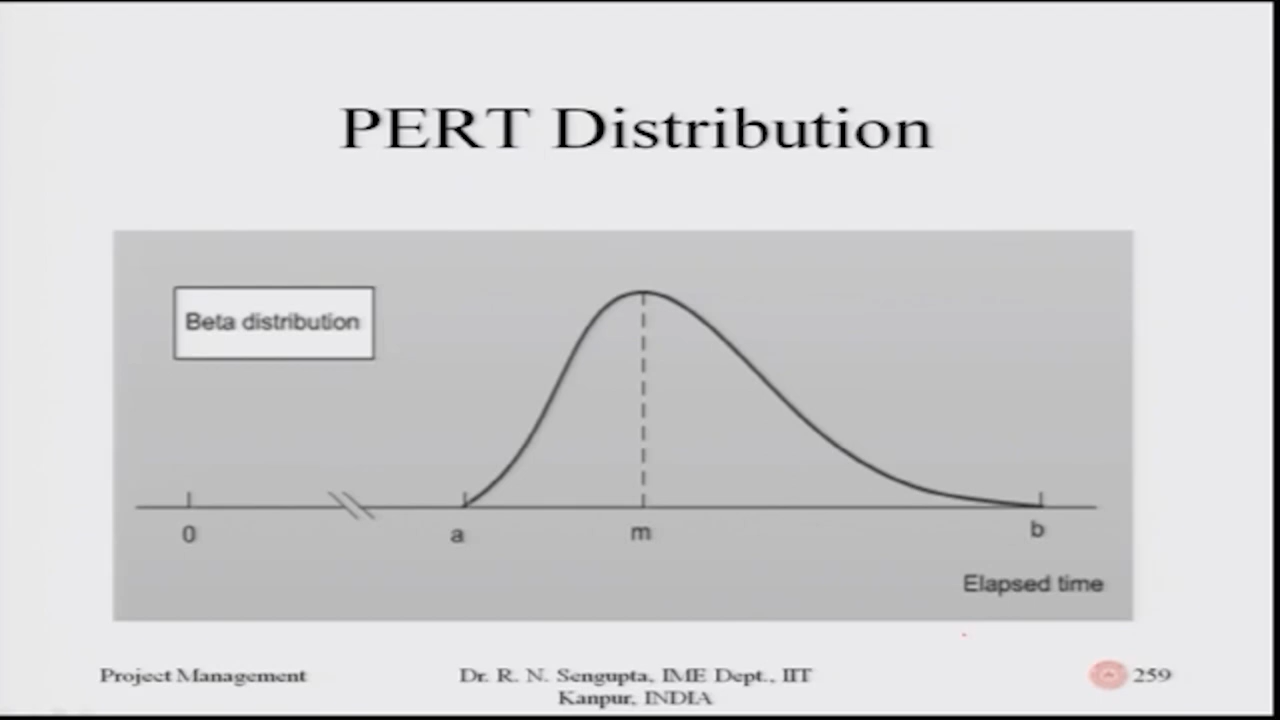 PERT Distribution
Beta distribution
0
a
m
b
Elapsed time
Project Management
Dr. R. N. Sengupta, IME Dept., IIT
Kanpur, INDIA
259